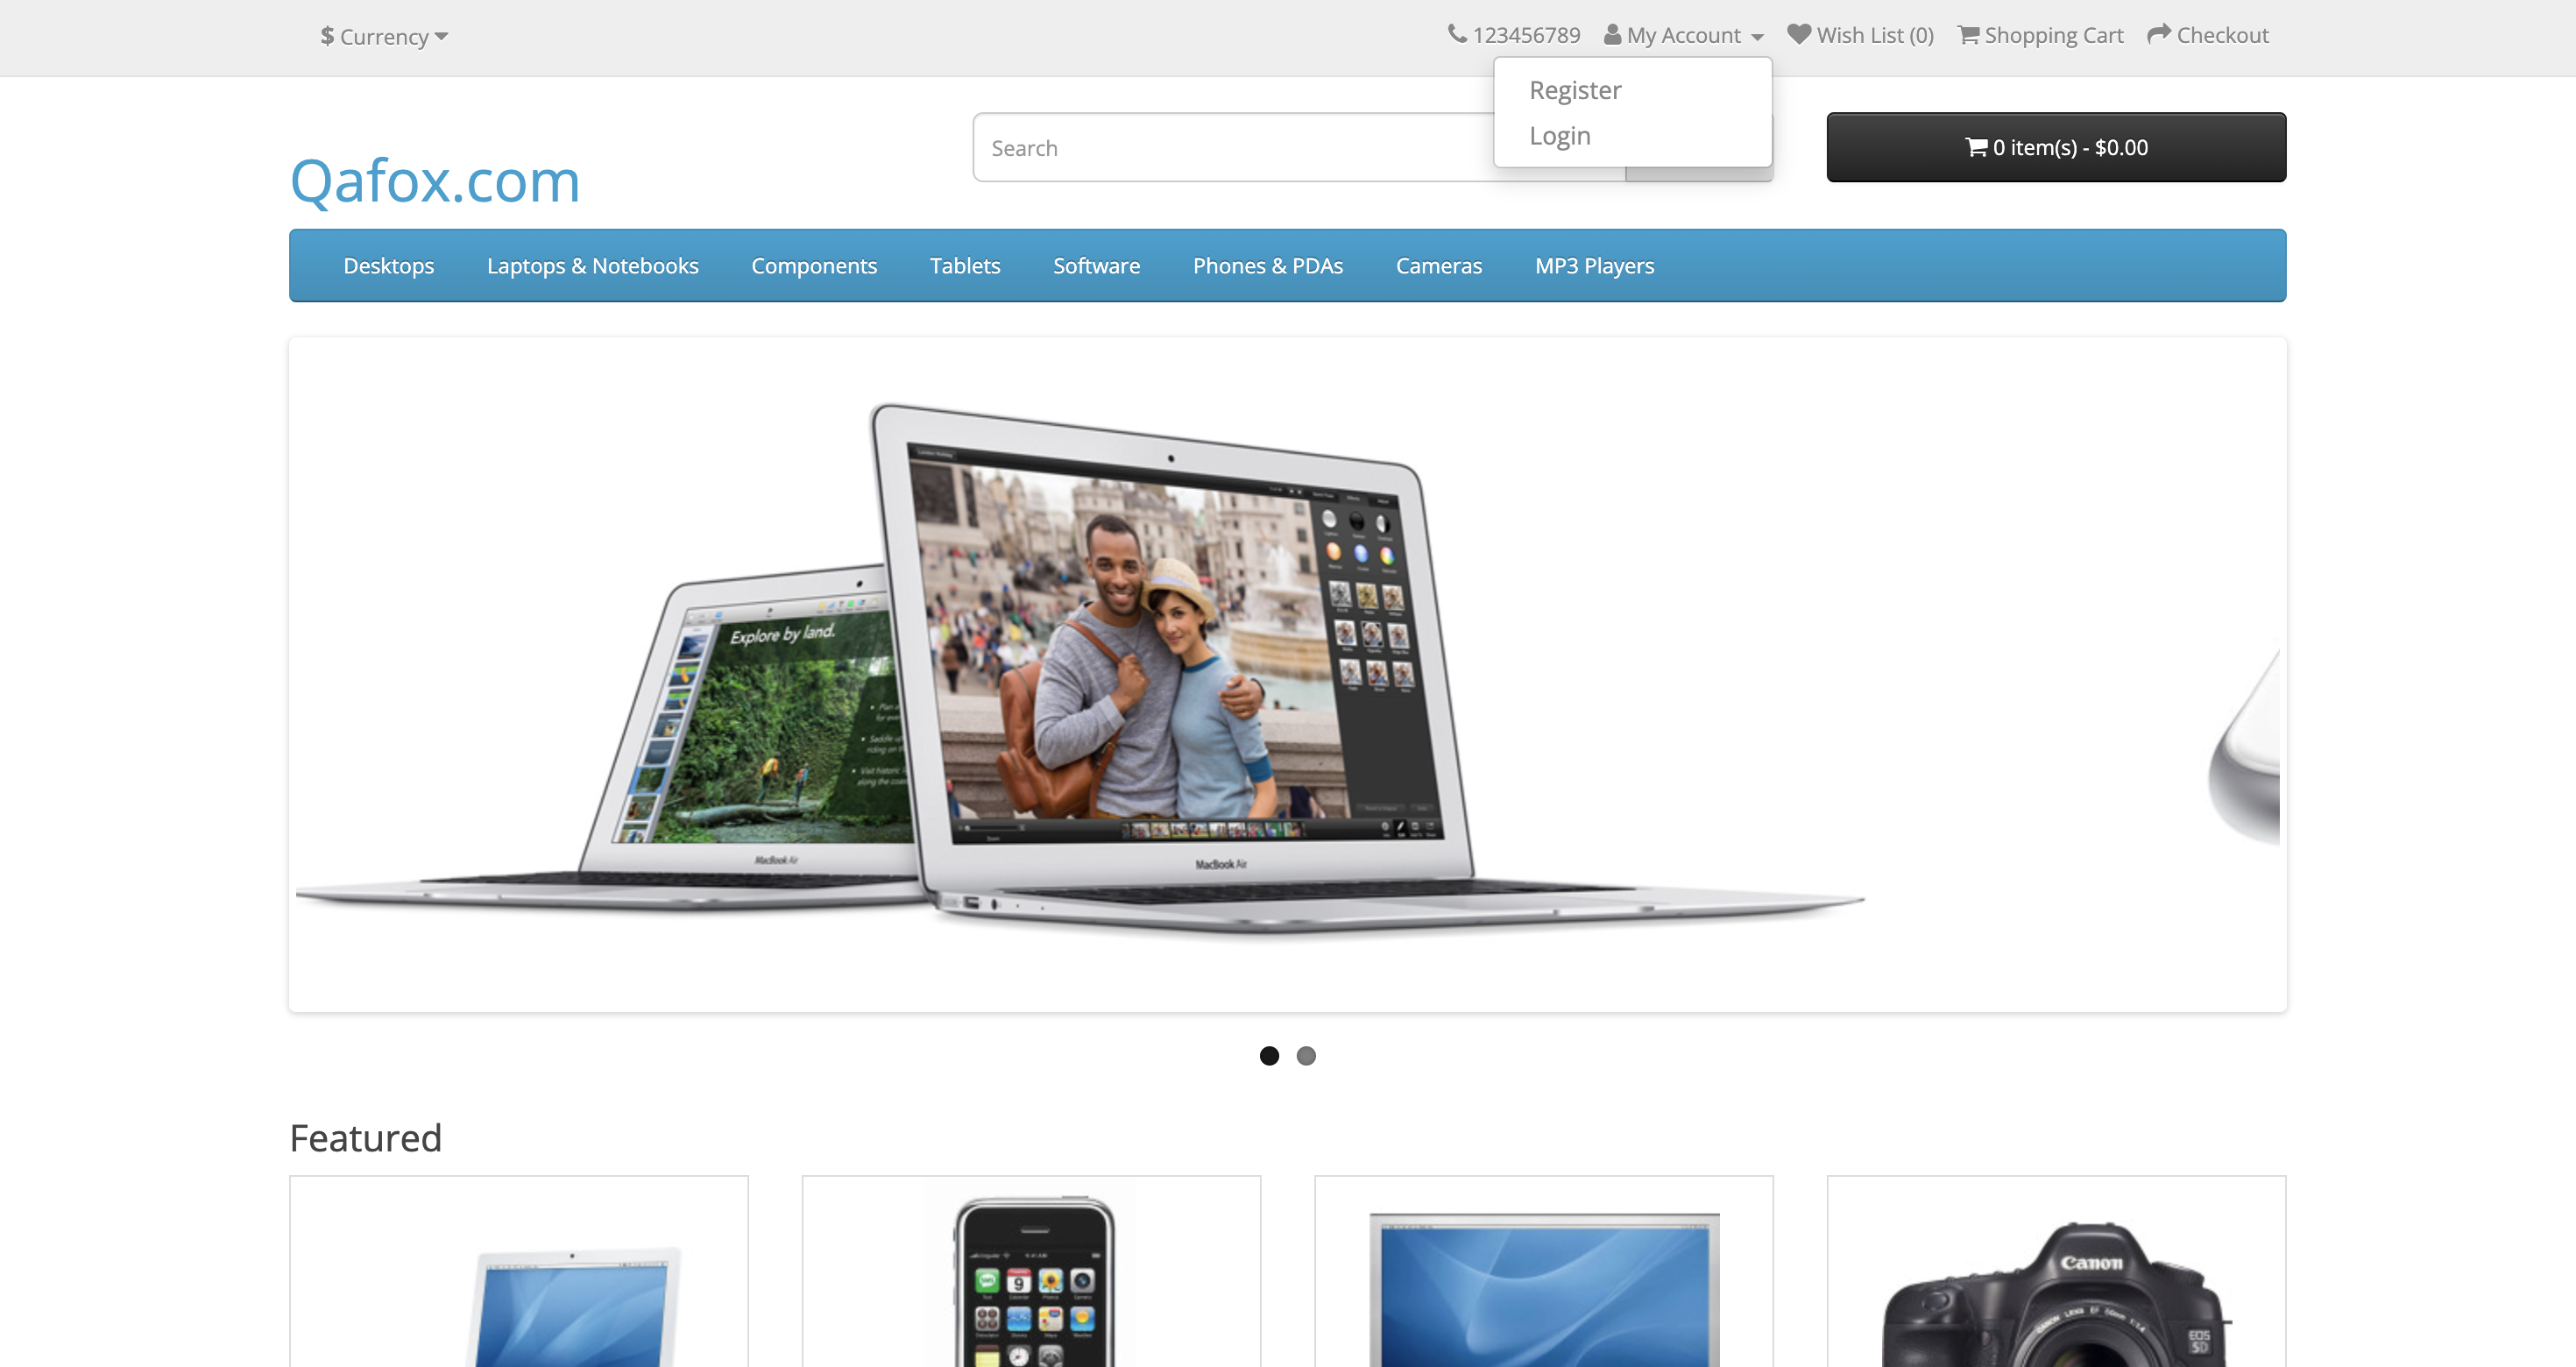 $ Currency
123456789 My Account Wish List (0) Shopping Cart Checkout
Register
Login
Search
Qafox.com
0 item(s) - $0.00
Desktops Laptops & Notebooks Components Tablets Software Phones & PDAs Cameras MP3 Players
Explore by land.
MacBook Air
MacBook Air
Featured
9
Canon
EOS
5D